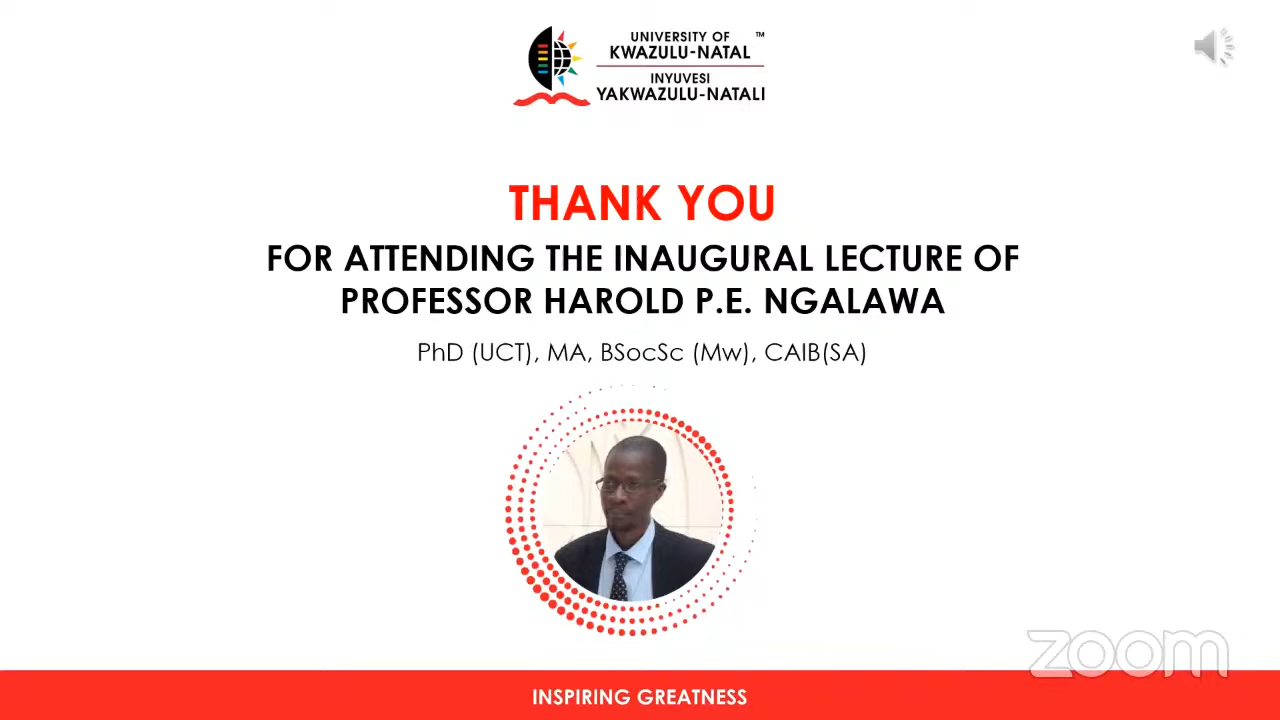 UNIVERSITY OF ™
KWAZULU-NATAL
INYUVESI
YAKWAZULU-NATALI
THANK YOU
FOR ATTENDING THE INAUGURAL LECTURE OF
PROFESSOR HAROLD P.E. NGALAWA
PhD (UCT), MA, BSocSc (Mw), CAIB(SA)
zoom
INSPIRING GREATNESS